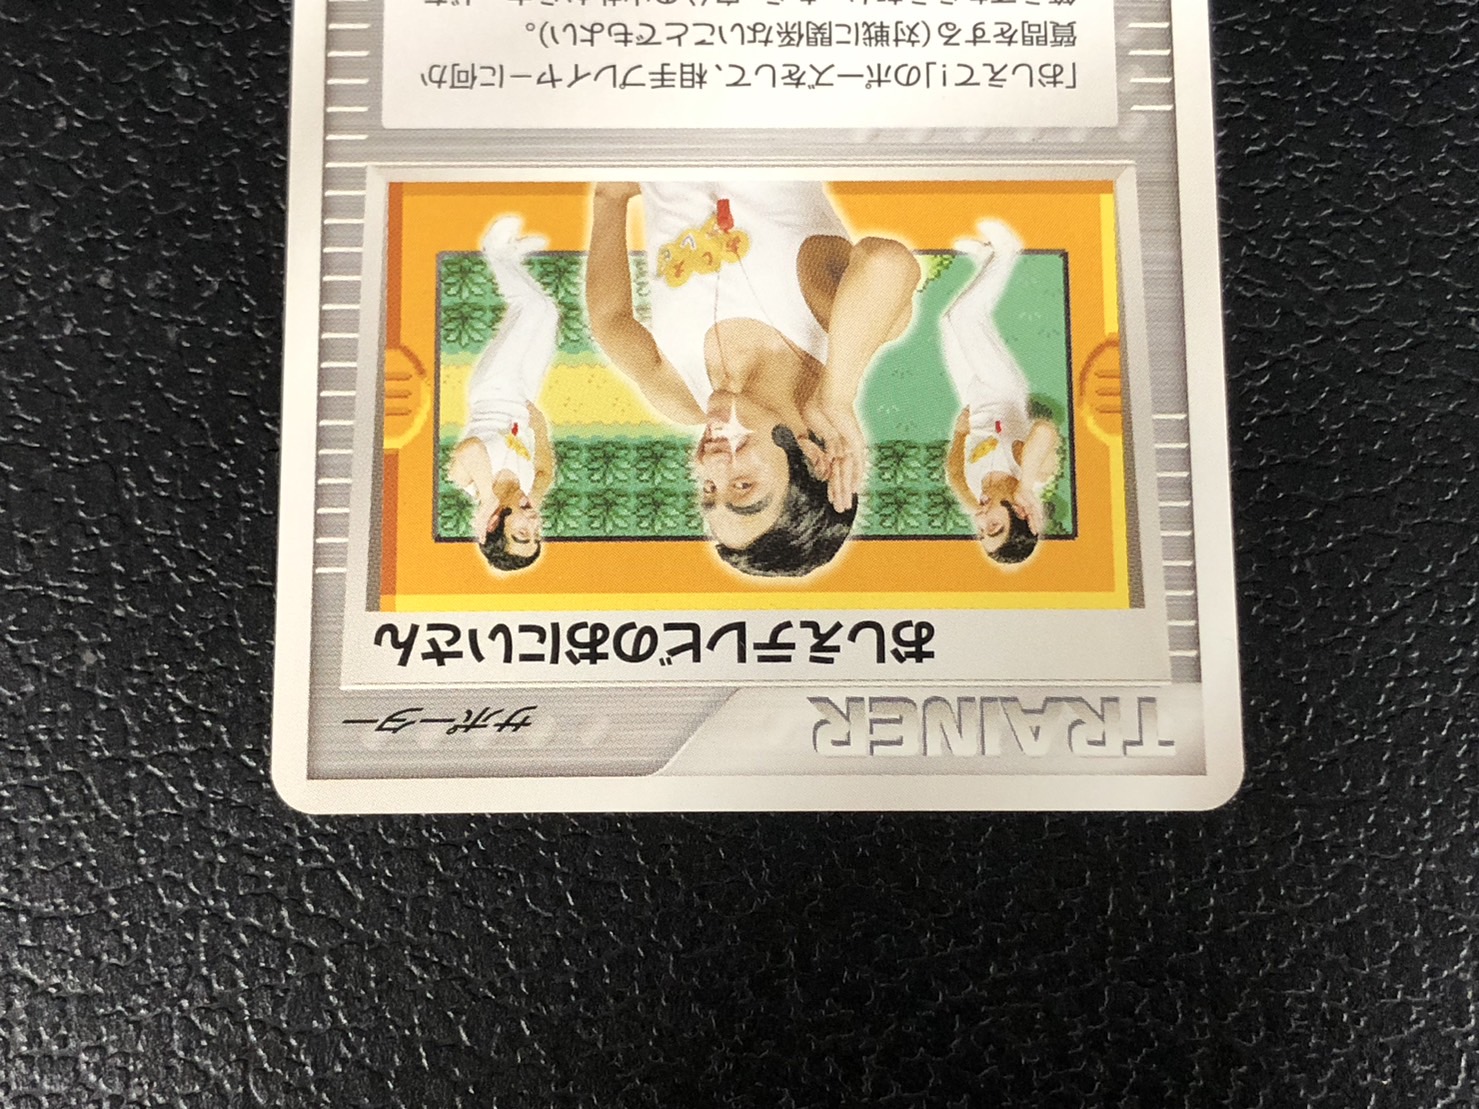 TRAINER
サポーター
おしえテレビのおにいさん
「おしえて！」のポーズをして、相手プレイヤーに何か
質問をする（対戦に関係ないことでもよい）。